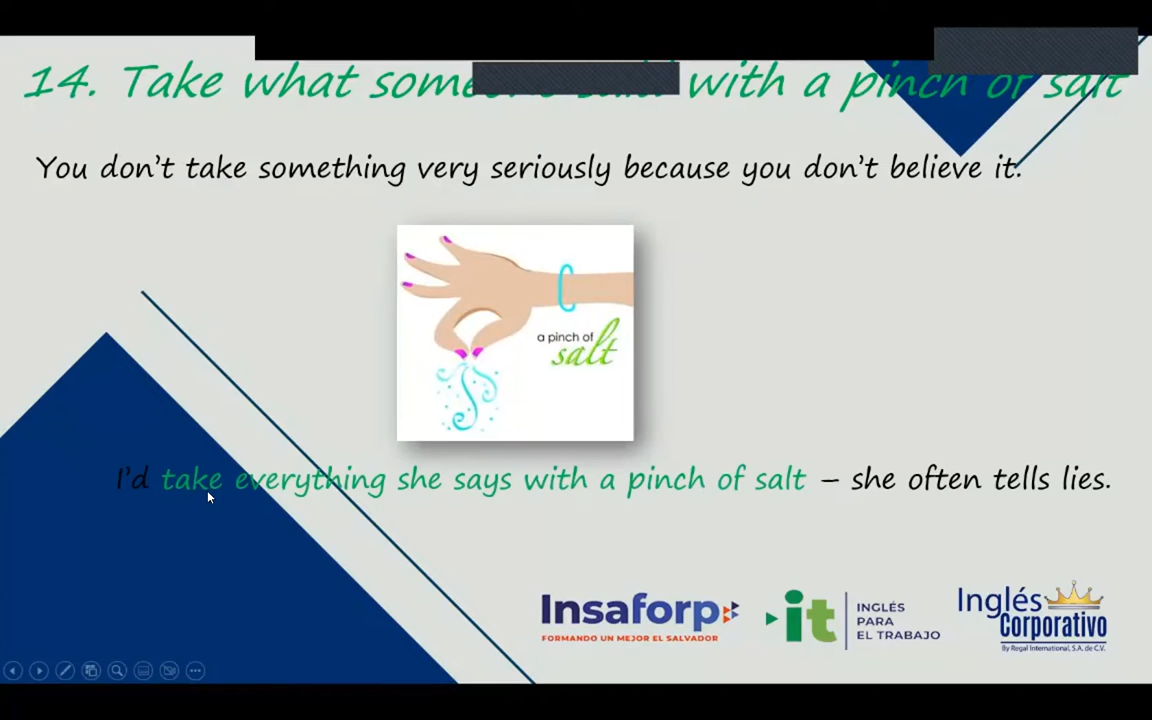 14. Take what someone said with a pinch of salt
You don't take something very seriously because you don't believe it.
a pinch of
salt
I'd take everything she says with a pinch of salt – she often tells lies.
Insaforp
FORMANDO UN MEJOR EL SALVADOR
it
INGLÉS
PARA
EL TRABAJO
Inglés
Corporativo
By Regal International, S.A. de C.V.